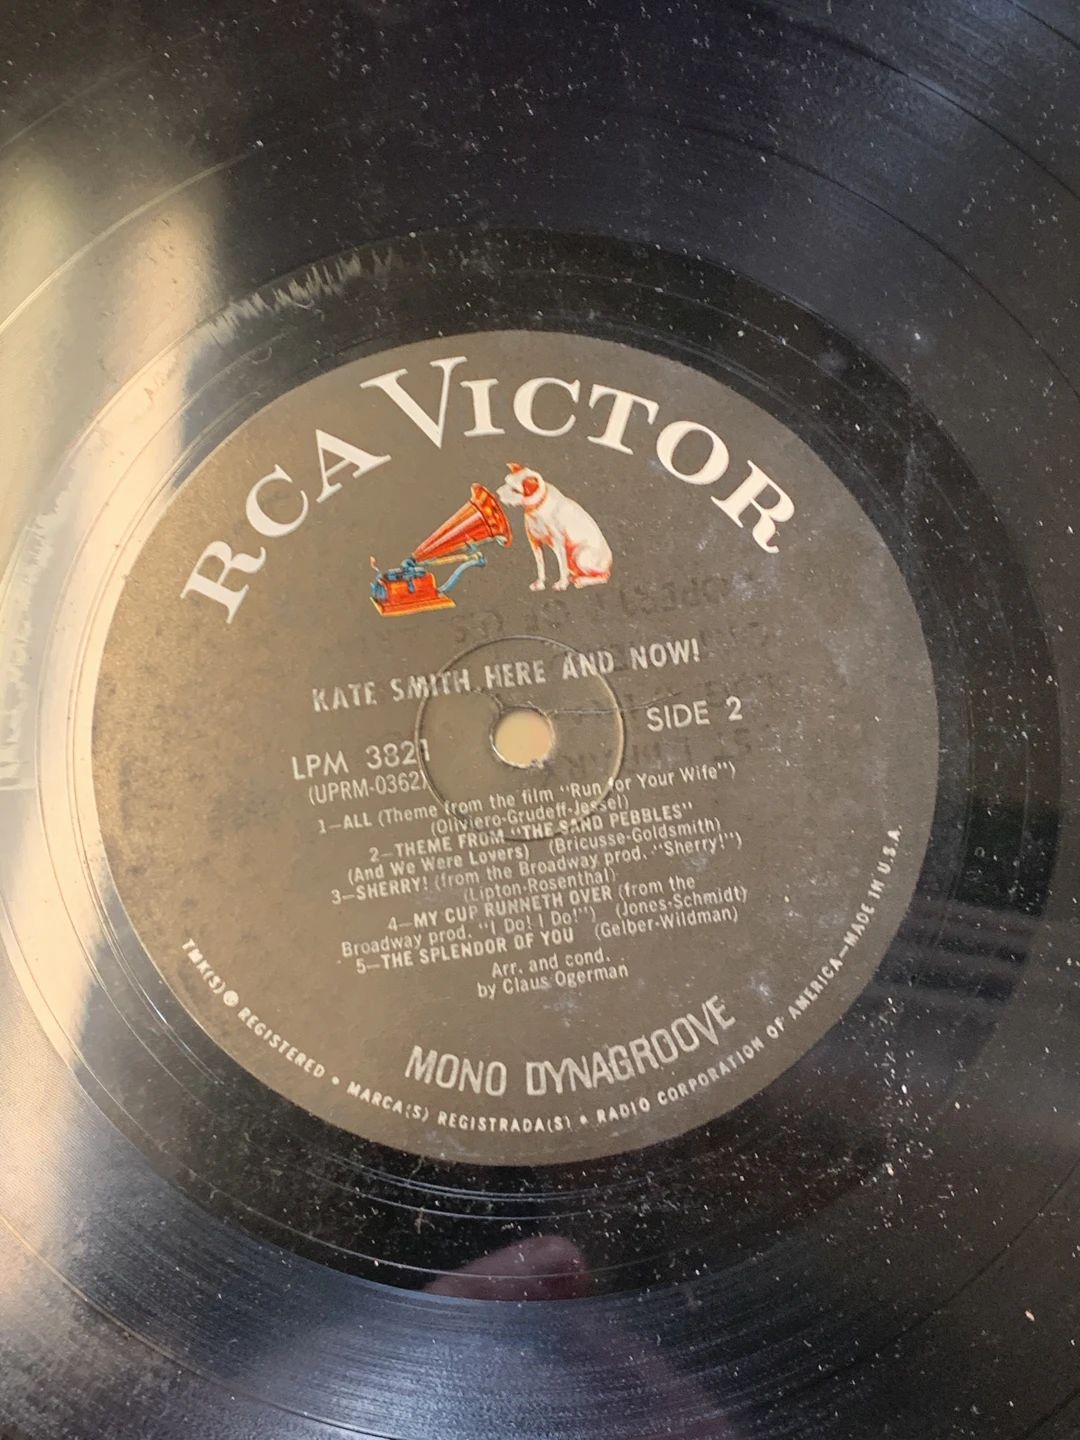 RCA VICTOR
KATE SMITH HERE AND NOW!
SIDE 2
LPM 3821
(UPRM-0362)
1—ALL (Theme from the film "Run for Your Wife")
(Oliviero-Grudeff-Jessel)
2—THEME FROM "THE SAND PEBBLES"
(And We Were Lovers) (Bricusse-Goldsmith)
3—SHERRY! (from the Broadway prod. "Sherry!")
(Lipton-Rosenthal)
4—MY CUP RUNNETH OVER (from the
Broadway prod. "I Do! I Do!") (Jones-Schmidt)
5—THE SPLENDOR OF YOU (Gelber-Wildman)
Arr. and cond.
by Claus Ogerman
MONO DYNAGROOVE
TMK(S) ® REGISTERED • MARCA(S) REGISTRADA(S) • RADIO CORPORATION OF AMERICA—MADE IN U.S.A.